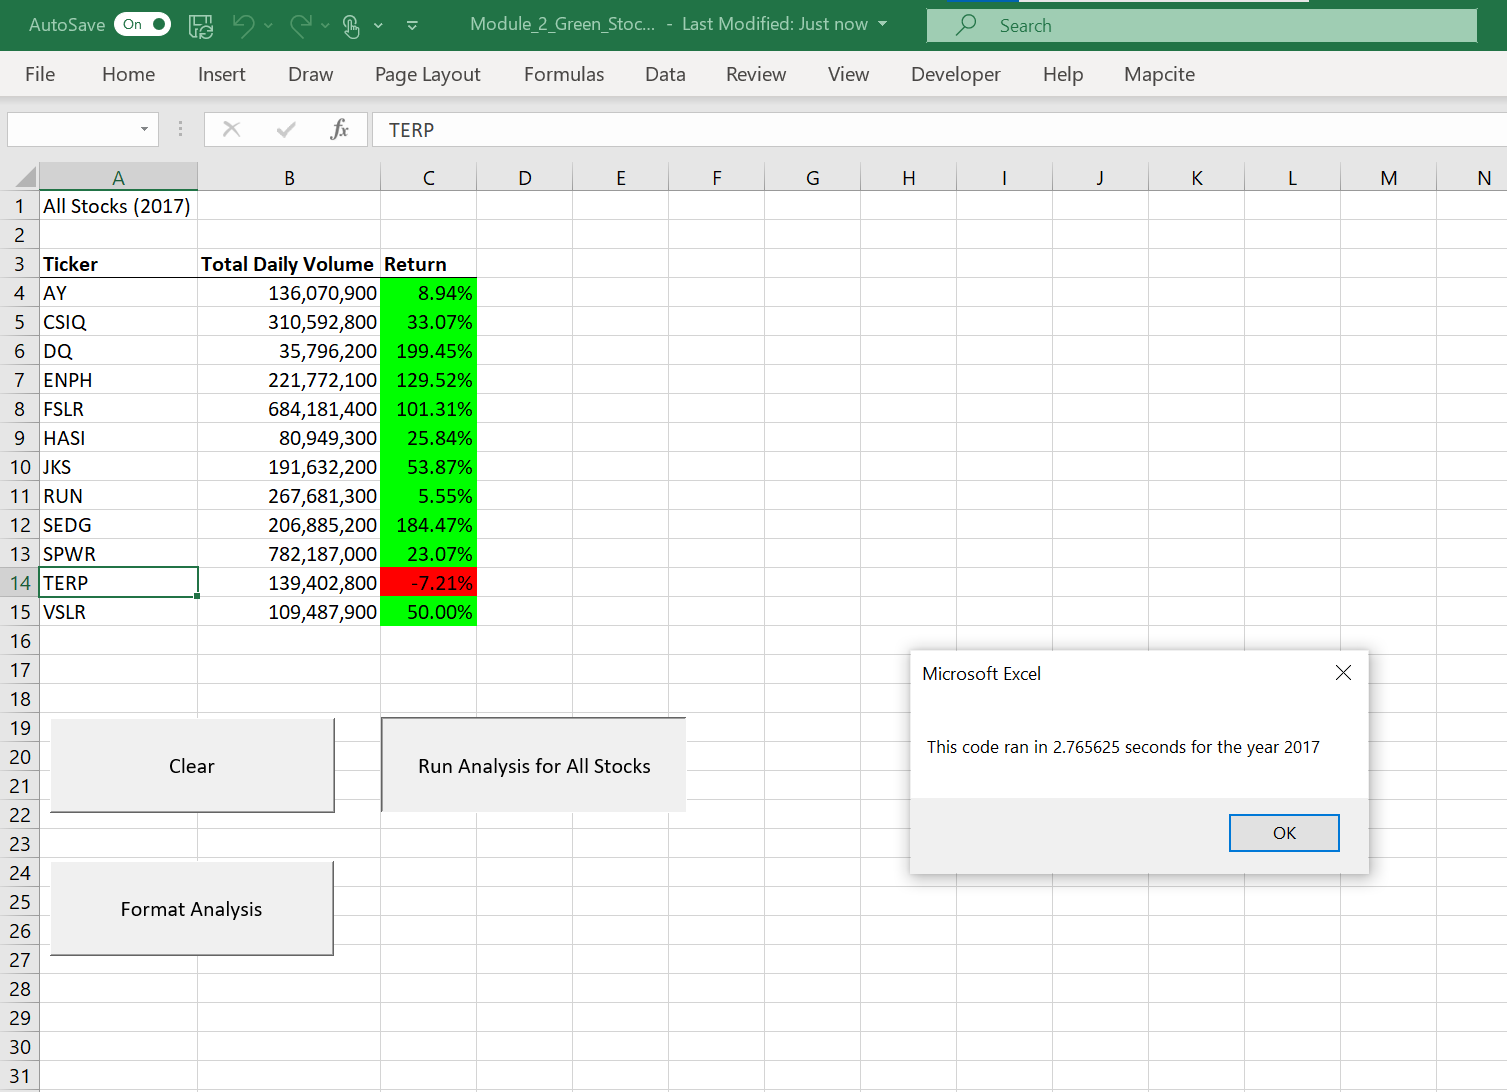 AutoSave On Module_2_Green_Stoc... - Last Modified: Just now Search
File Home Insert Draw Page Layout Formulas Data Review View Developer Help Mapcite
fx TERP
A B C D E F G H I J K L M N
1 All Stocks (2017)
2
3 Ticker Total Daily Volume Return
4 AY 136,070,900 8.94%
5 CSIQ 310,592,800 33.07%
6 DQ 35,796,200 199.45%
7 ENPH 221,772,100 129.52%
8 FSLR 684,181,400 101.31%
9 HASI 80,949,300 25.84%
10 JKS 191,632,200 53.87%
11 RUN 267,681,300 5.55%
12 SEDG 206,885,200 184.47%
13 SPWR 782,187,000 23.07%
14 TERP 139,402,800 -7.21%
15 VSLR 109,487,900 50.00%
16
17 Microsoft Excel
18
19
20 Clear Run Analysis for All Stocks This code ran in 2.765625 seconds for the year 2017
21
22
23 OK
24
25 Format Analysis
26
27
28
29
30
31